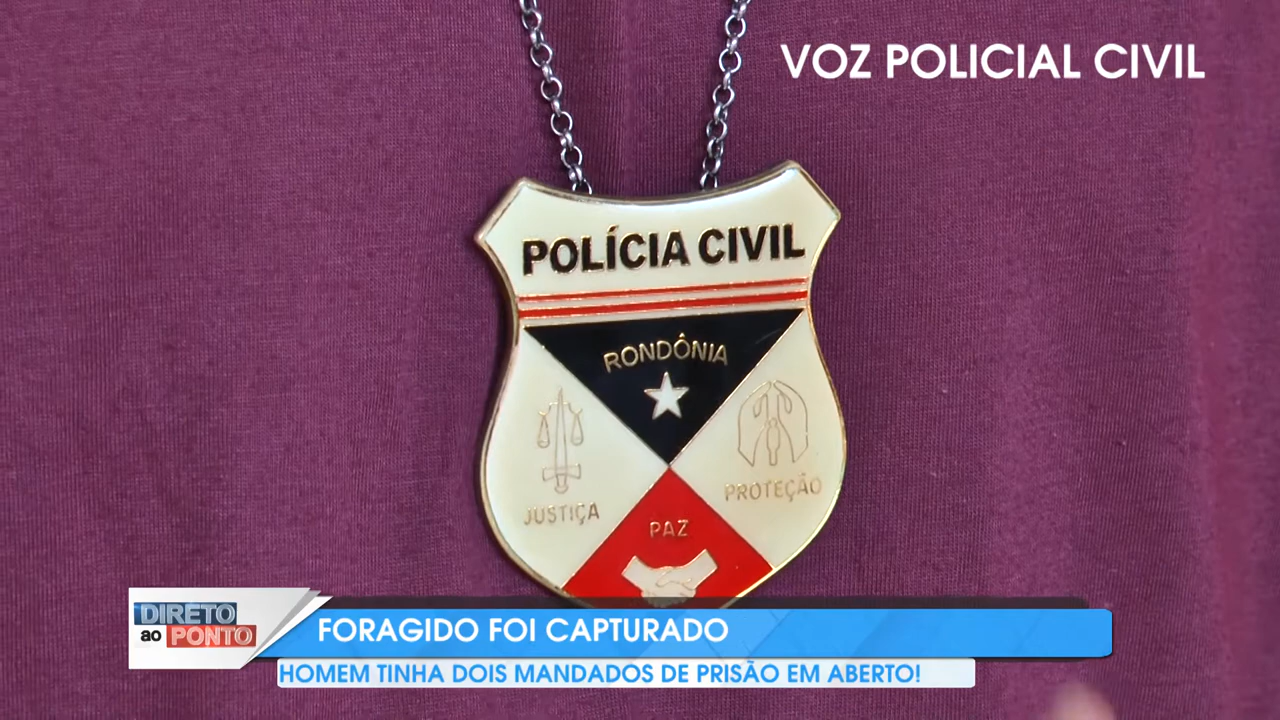 VOZ POLICIAL CIVIL
POLÍCIA CIVIL
RONDÔNIA
JUSTIÇA
PROTEÇÃO
PAZ
DIRETO
ao PONTO
FORAGIDO FOI CAPTURADO
HOMEM TINHA DOIS MANDADOS DE PRISÃO EM ABERTO!